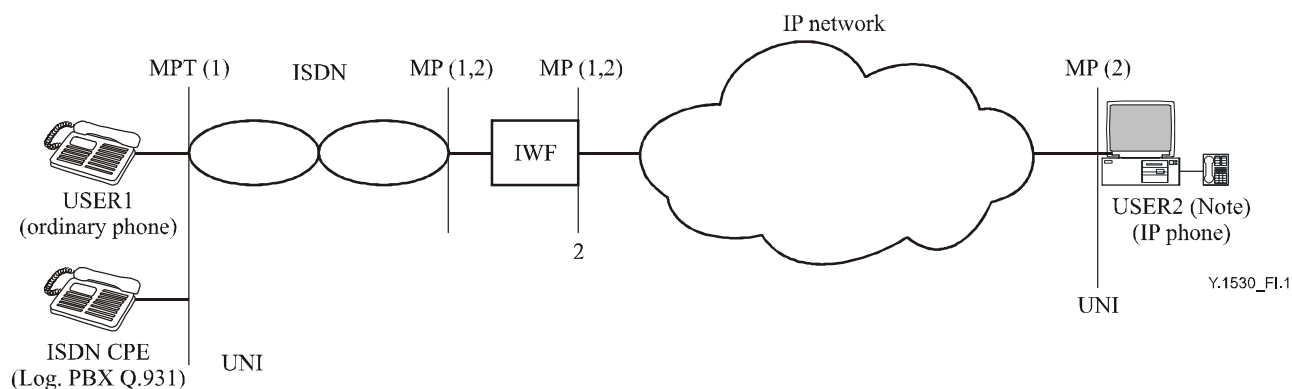 IP network
MPT (1)
ISDN
MP (1,2)
MP (1,2)
MP (2)
IWF
USER1
(ordinary phone)
2
USER2 (Note)
(IP phone)
Y.1530_FI.1
UNI
ISDN CPE
(Log. PBX Q.931)
UNI